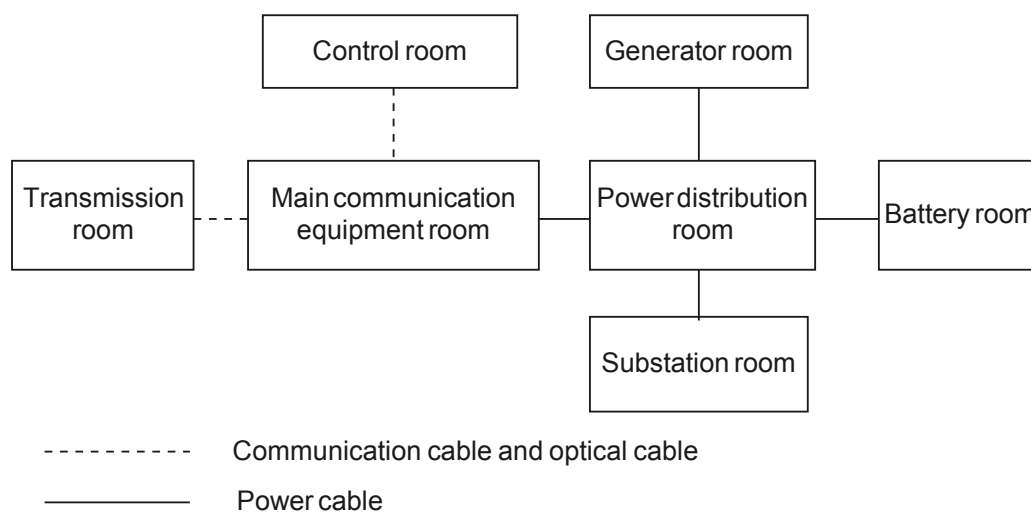 Control room
Generator room
Transmission
room
Main communication
equipment room
Power distribution
room
Battery room
Substation room
Communication cable and optical cable
Power cable